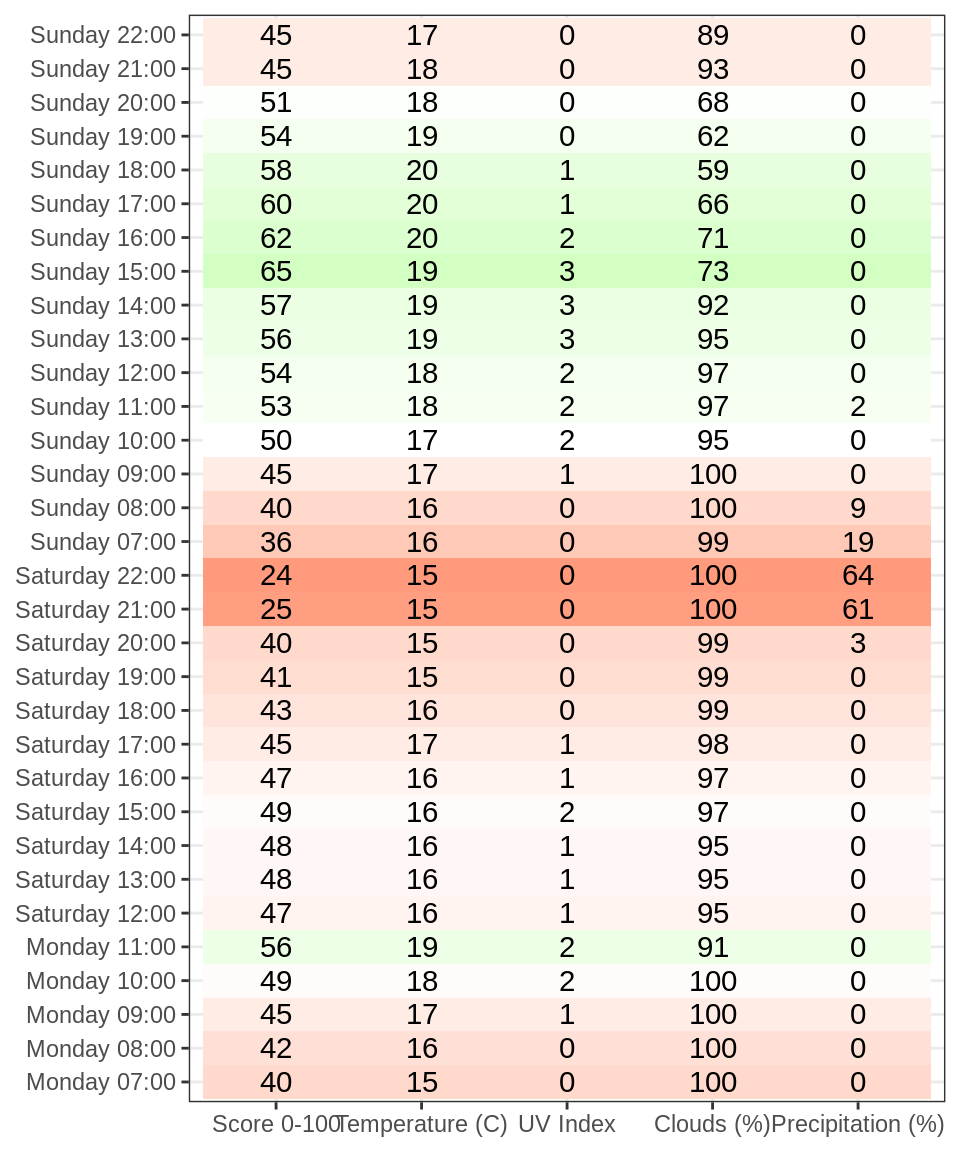 Sunday 22:00 45 17 0 89 0
Sunday 21:00 45 18 0 93 0
Sunday 20:00 51 18 0 68 0
Sunday 19:00 54 19 0 62 0
Sunday 18:00 58 20 1 59 0
Sunday 17:00 60 20 1 66 0
Sunday 16:00 62 20 2 71 0
Sunday 15:00 65 19 3 73 0
Sunday 14:00 57 19 3 92 0
Sunday 13:00 56 19 3 95 0
Sunday 12:00 54 18 2 97 0
Sunday 11:00 53 18 2 97 2
Sunday 10:00 50 17 2 95 0
Sunday 09:00 45 17 1 100 0
Sunday 08:00 40 16 0 100 9
Sunday 07:00 36 16 0 99 19
Saturday 22:00 24 15 0 100 64
Saturday 21:00 25 15 0 100 61
Saturday 20:00 40 15 0 99 3
Saturday 19:00 41 15 0 99 0
Saturday 18:00 43 16 0 99 0
Saturday 17:00 45 17 1 98 0
Saturday 16:00 47 16 1 97 0
Saturday 15:00 49 16 2 97 0
Saturday 14:00 48 16 1 95 0
Saturday 13:00 48 16 1 95 0
Saturday 12:00 47 16 1 95 0
Monday 11:00 56 19 2 91 0
Monday 10:00 49 18 2 100 0
Monday 09:00 45 17 1 100 0
Monday 08:00 42 16 0 100 0
Monday 07:00 40 15 0 100 0
Score 0-100 Temperature (C) UV Index Clouds (%) Precipitation (%)